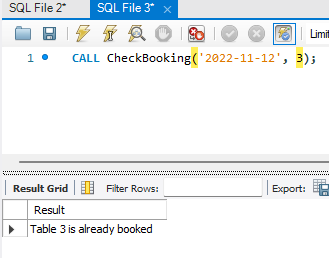 SQL File 2*
SQL File 3*
Limi
1
CALL CheckBooking('2022-11-12', 3);
Result Grid
Filter Rows:
Export:
Result
Table 3 is already booked